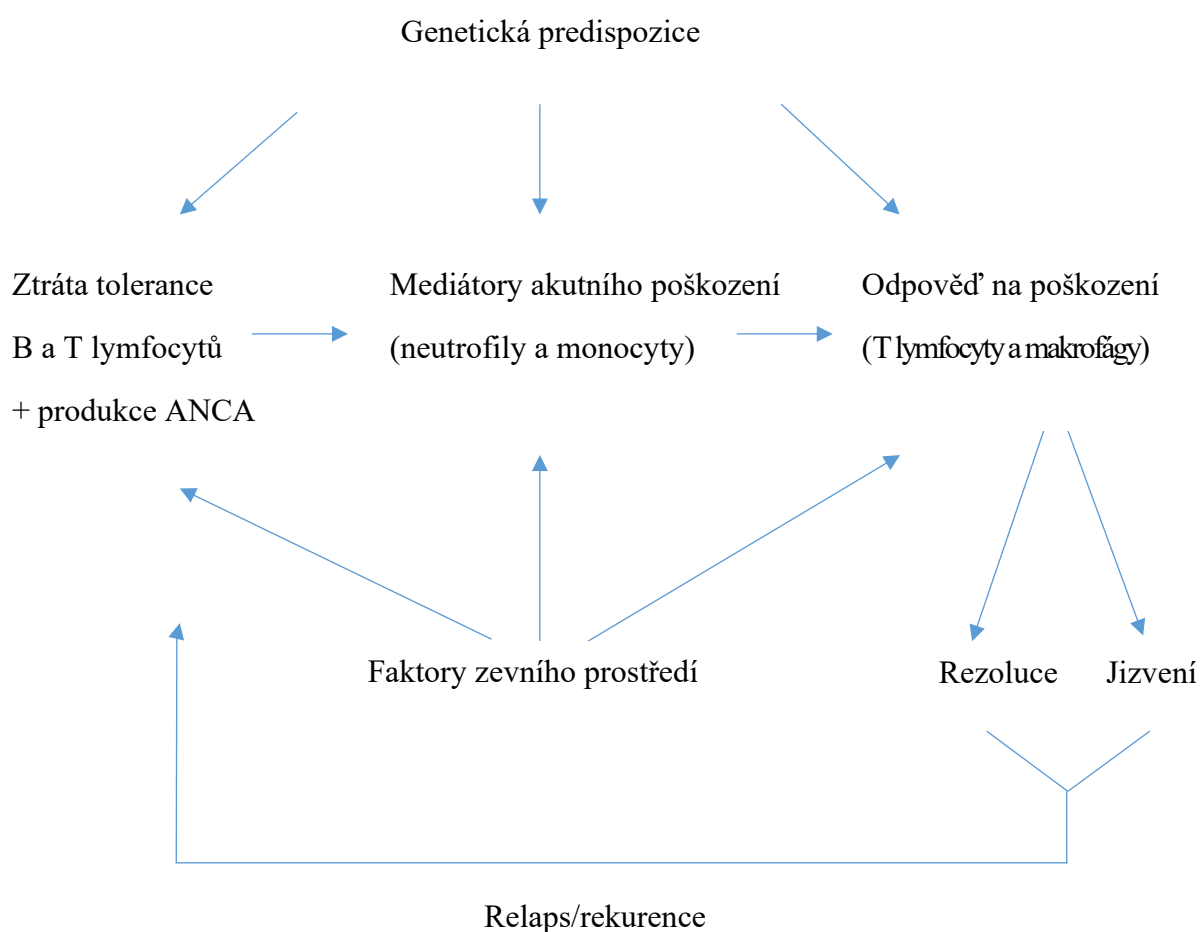 Genetická predispozice
Ztráta tolerance
B a T lymfocytů
+ produkce ANCA
Mediátory akutního poškození
(neutrofily a monocyty)
Odpověď na poškození
(T lymfocyty a makrofágy)
Faktory zevního prostředí
Rezoluce
Jizvení
Relaps/rekurence